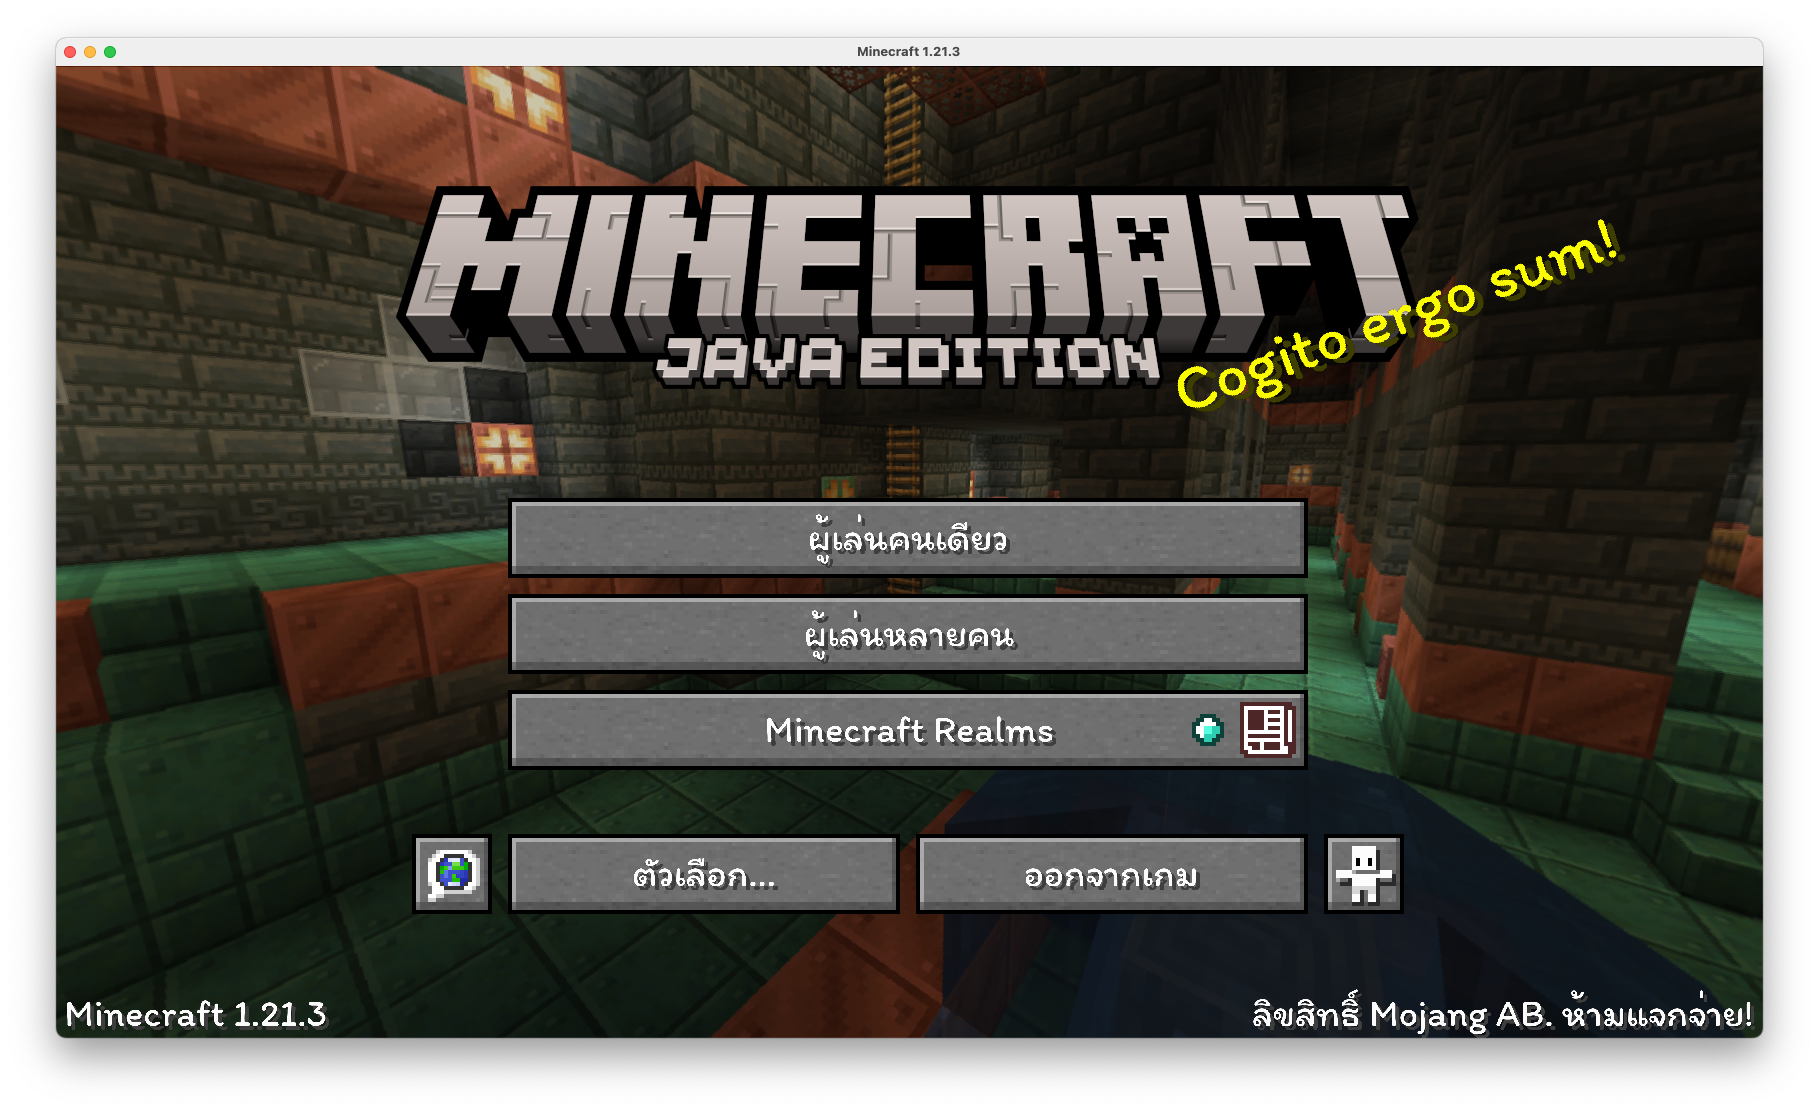 Minecraft 1.21.3
MINECRAFT
JAVA EDITION
Cogito ergo sum!
ผู้เล่นคนเดียว
ผู้เล่นหลายคน
Minecraft Realms
ตัวเลือก...
ออกจากเกม
Minecraft 1.21.3
ลิขสิทธิ์ Mojang AB. ห้ามแจกจ่าย!